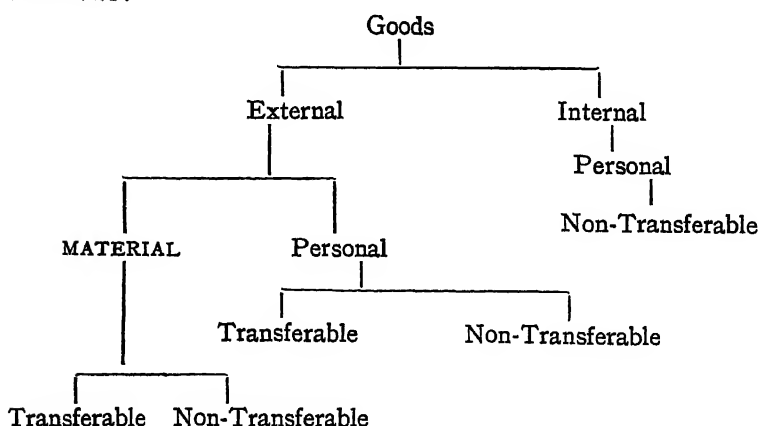 Goods
External Internal
Personal
Non-Transferable
MATERIAL Personal
Transferable Non-Transferable
Transferable Non-Transferable